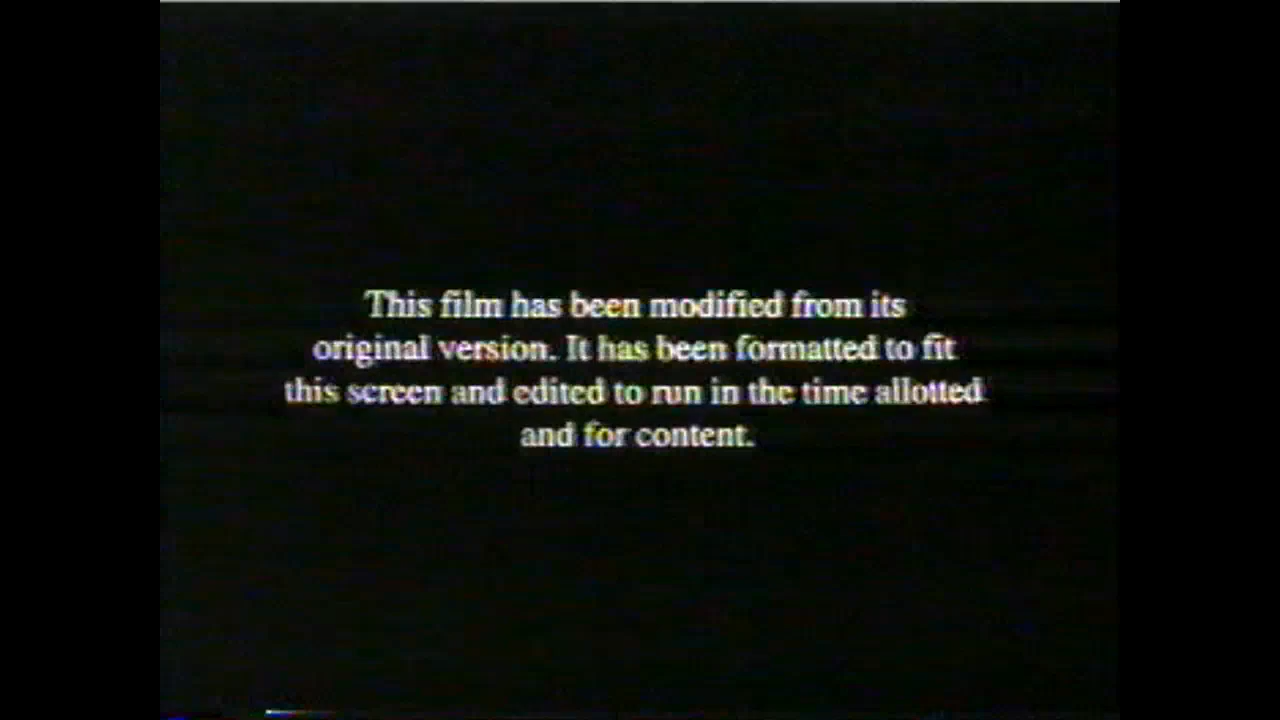 This film has been modified from its
original version. It has been formatted to fit
this screen and edited to run in the time allotted
and for content.